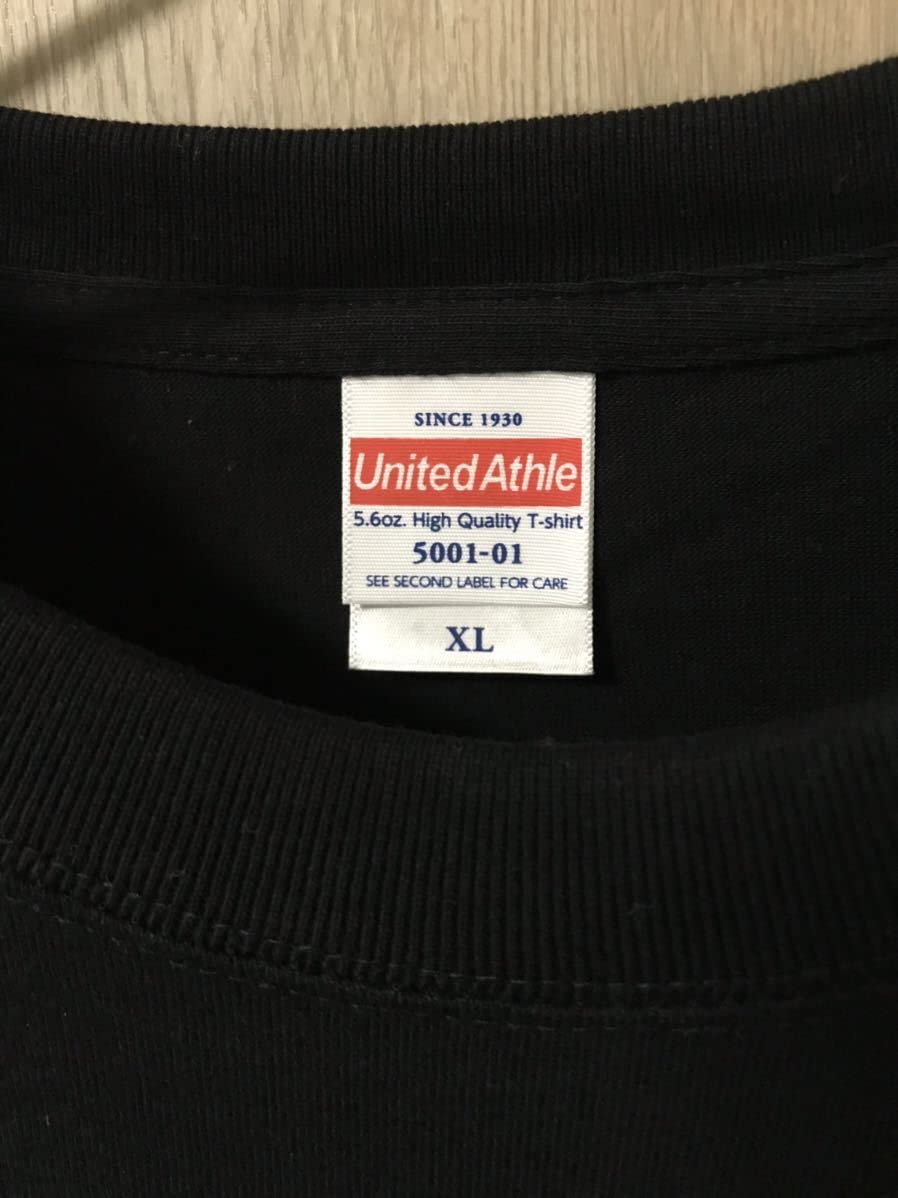 SINCE 1930
United Athle
5.6oz. High Quality T-shirt
5001-01
SEE SECOND LABEL FOR CARE
XL